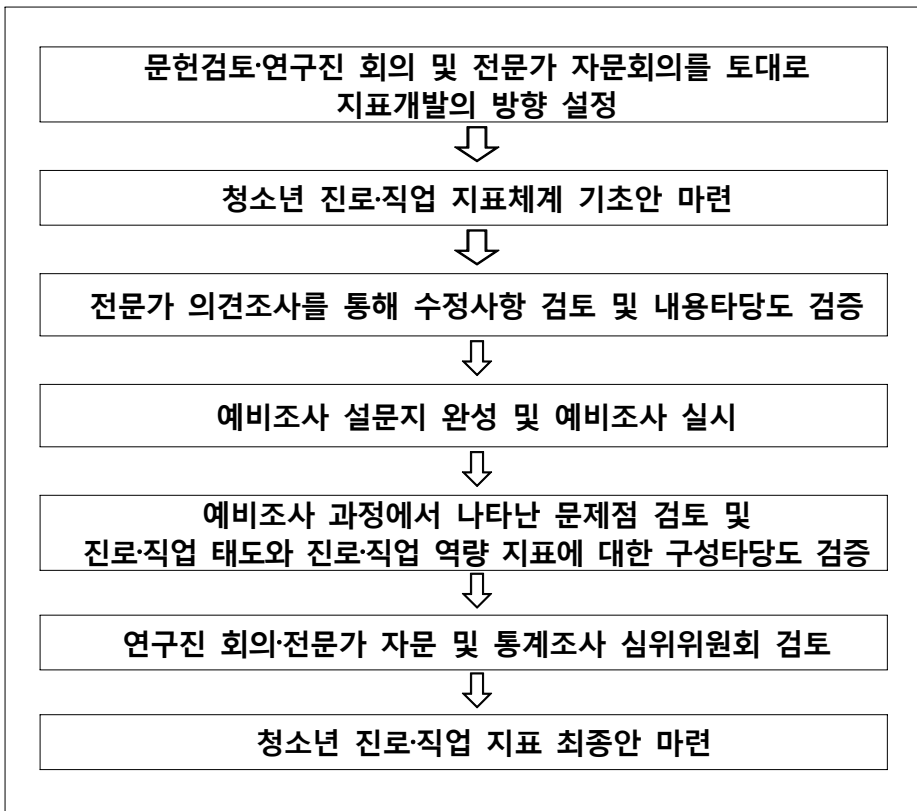 문헌검토·연구진 회의 및 전문가 자문회의를 토대로
지표개발의 방향 설정
청소년 진로·직업 지표체계 기초안 마련
전문가 의견조사를 통해 수정사항 검토 및 내용타당도 검증
예비조사 설문지 완성 및 예비조사 실시
예비조사 과정에서 나타난 문제점 검토 및
진로·직업 태도와 진로·직업 역량 지표에 대한 구성타당도 검증
연구진 회의·전문가 자문 및 통계조사 심위위원회 검토
청소년 진로·직업 지표 최종안 마련